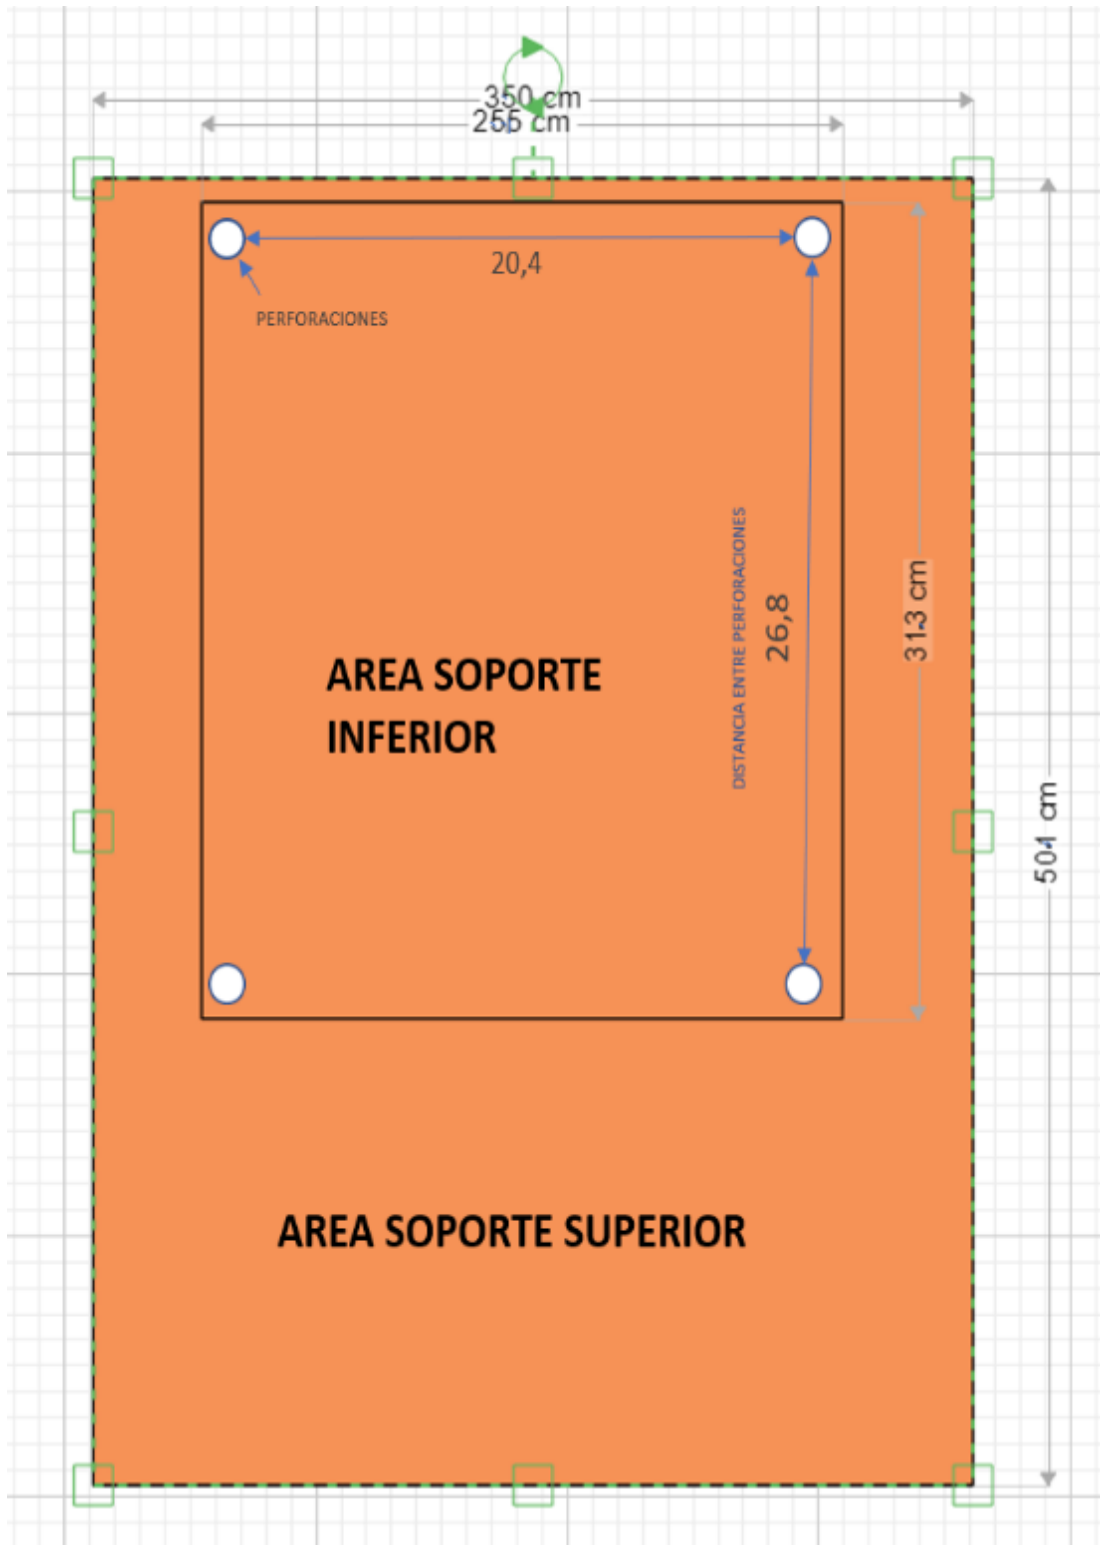 350 cm
255 cm
20,4
PERFORACIONES
DISTANCIA ENTRE PERFORACIONES
26,8
313 cm
AREA SOPORTE
INFERIOR
501 cm
AREA SOPORTE SUPERIOR